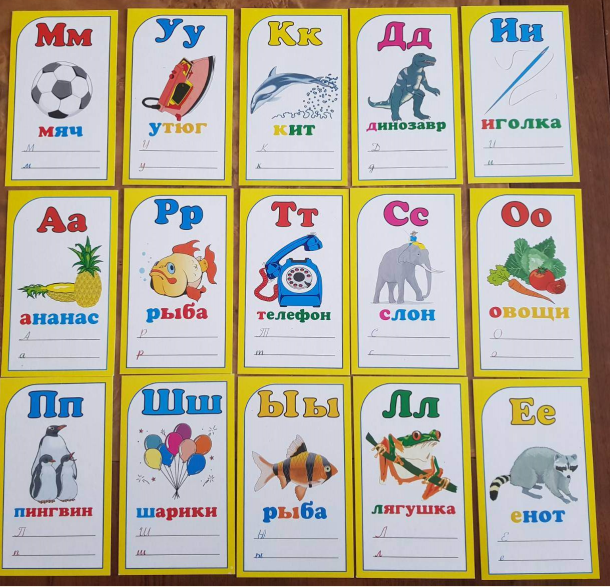 Мм
мяч
М
м
Уу
утюг
У
у
Кк
кит
К
к
Дд
динозавр
Д
д
Ии
иголка
И
и
Аа
ананас
А
а
Рр
рыба
Р
р
Тт
телефон
Т
т
Сс
слон
С
с
Оо
овощи
О
о
Пп
пингвин
П
п
Шш
шарики
Ш
ш
Ыы
рыба
Ы
ы
Лл
лягушка
Л
л
Ее
енот
Е
е